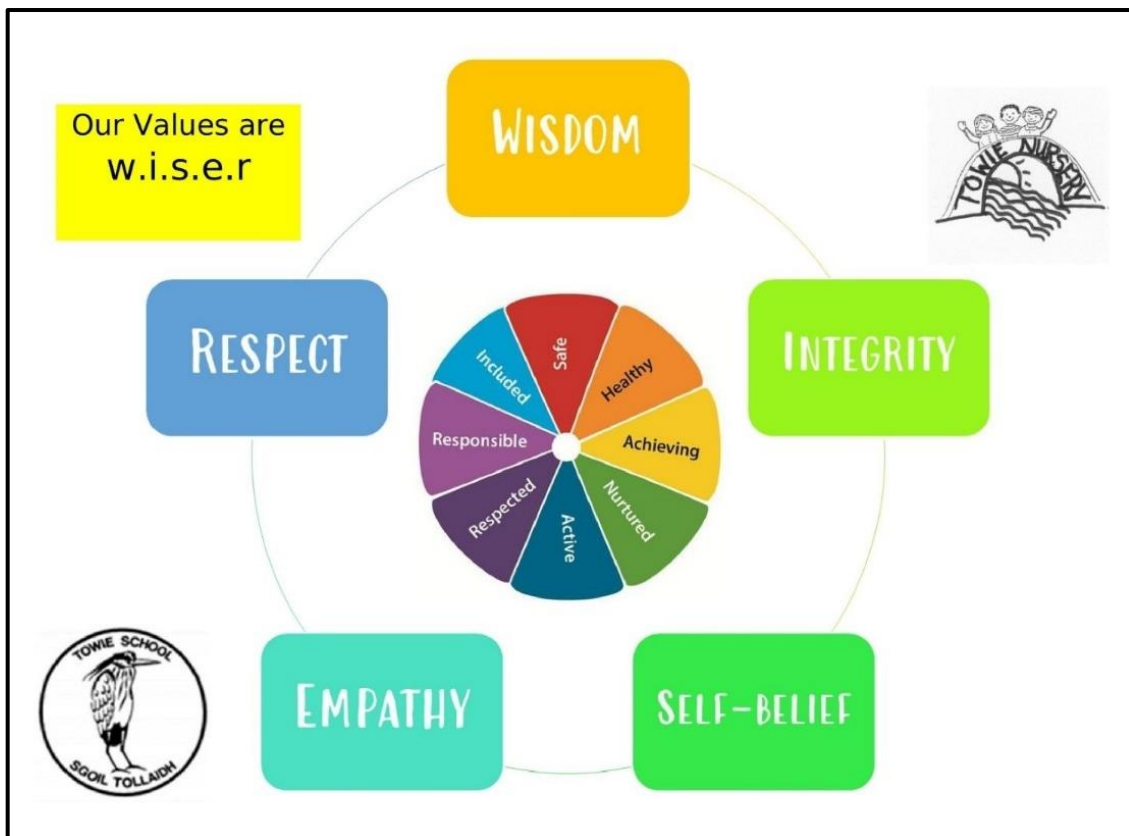 Our Values are
w.i.s.e.r
WISDOM
TOWIE NURSERY
RESPECT
INTEGRITY
Safe
Healthy
Achieving
Nurtured
Active
Respected
Responsible
Included
EMPATHY
SELF-BELIEF
TOWIE SCHOOL
SGOIL TOLLAIDH